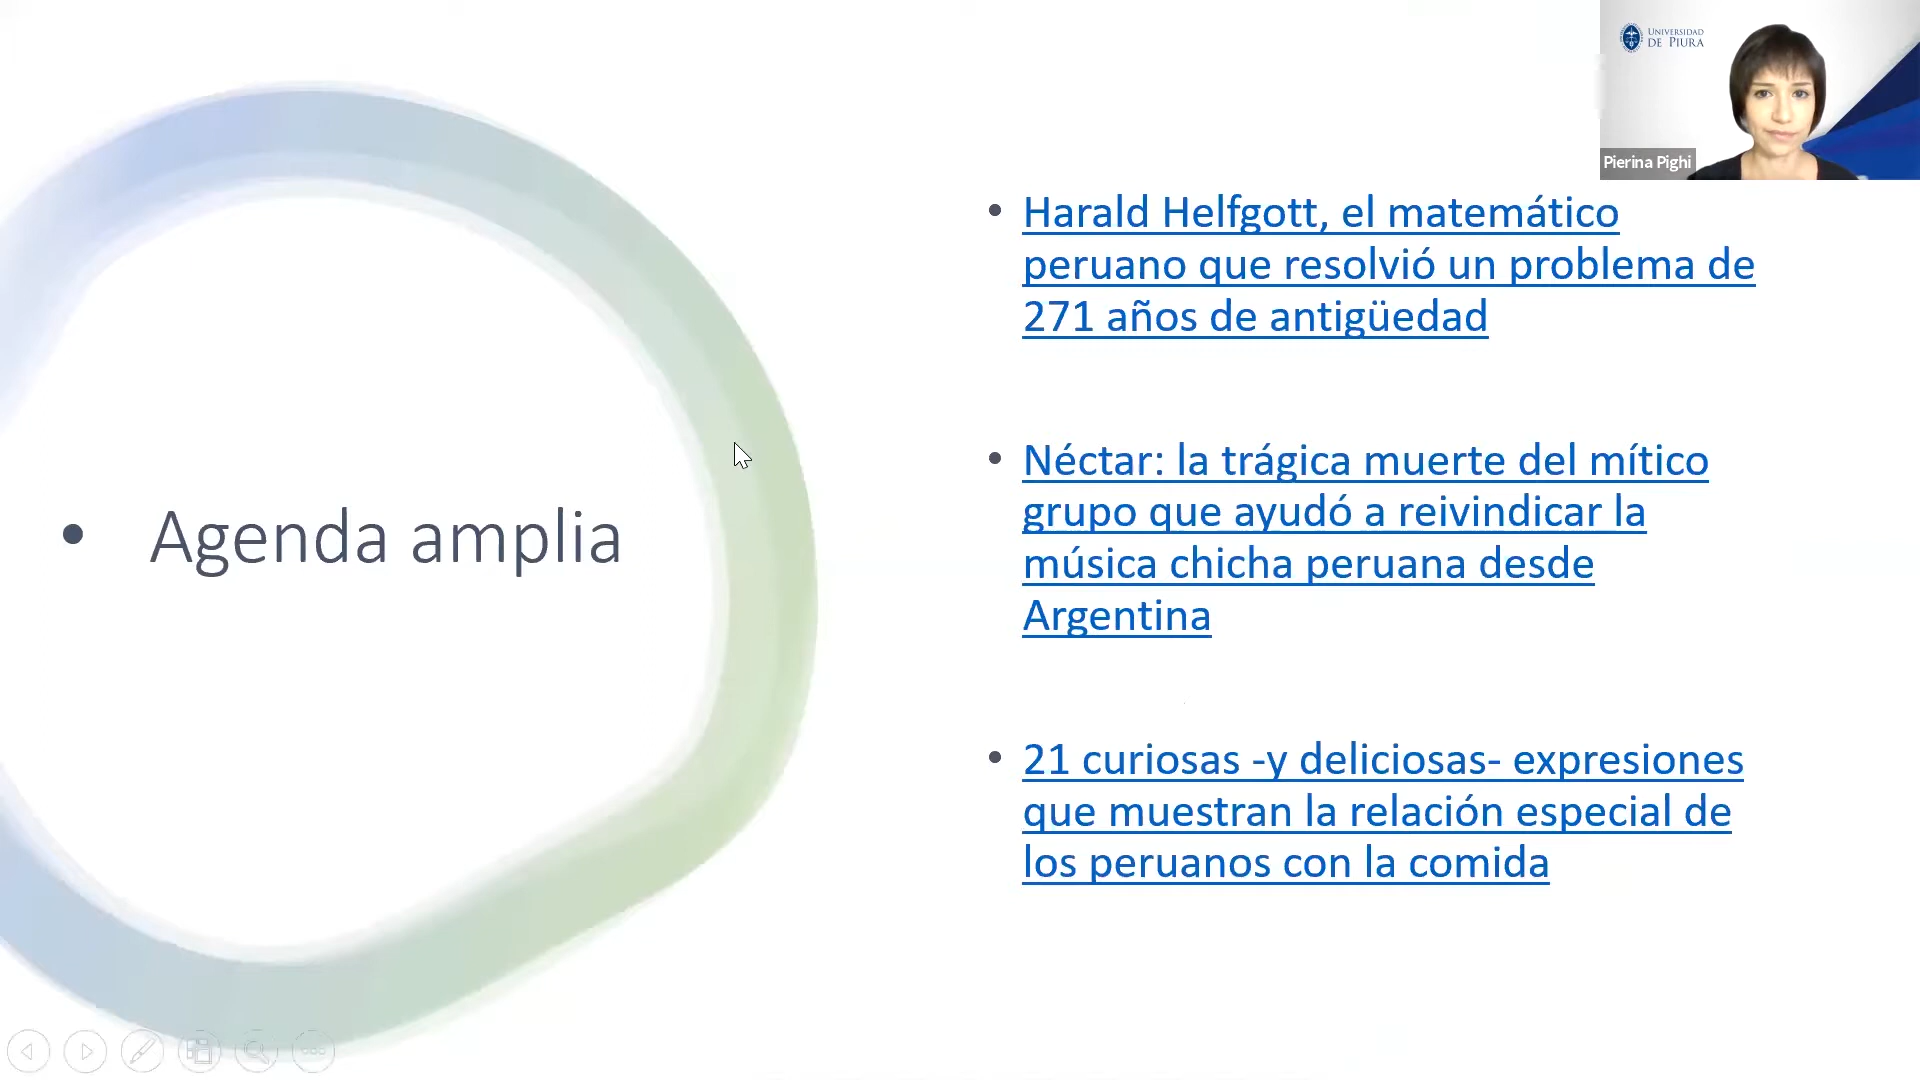 UNIVERSIDAD
DE PIURA
Pierina Pighi
• Agenda amplia
• Harald Helfgott, el matemático
peruano que resolvió un problema de
271 años de antigüedad
• Néctar: la trágica muerte del mítico
grupo que ayudó a reivindicar la
música chicha peruana desde
Argentina
• 21 curiosas -y deliciosas- expresiones
que muestran la relación especial de
los peruanos con la comida